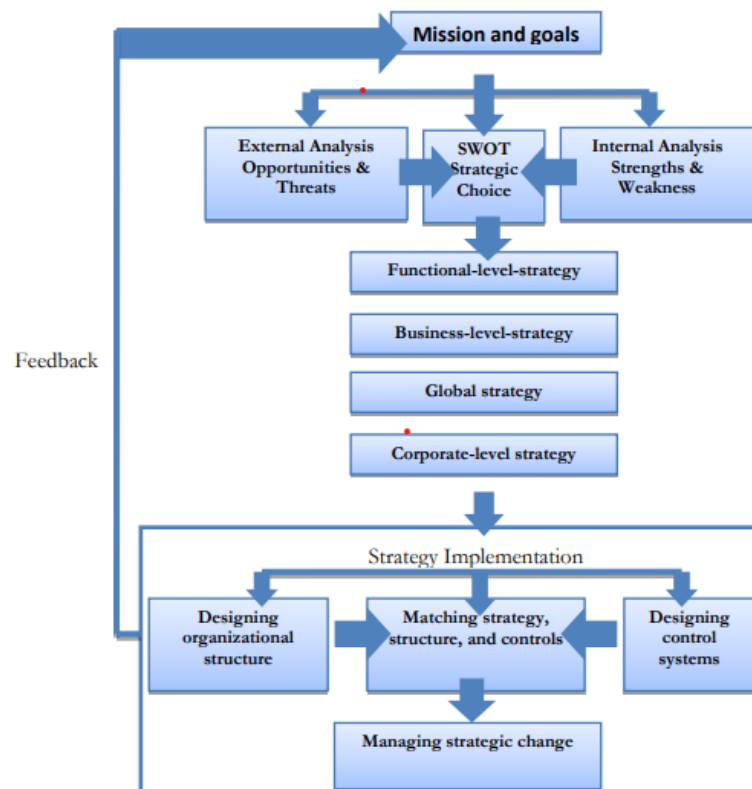 Mission and goals
External Analysis
Opportunities &
Threats
SWOT
Strategic
Choice
Internal Analysis
Strengths &
Weakness
Functional-level-strategy
Business-level-strategy
Feedback
Global strategy
Corporate-level strategy
Strategy Implementation
Designing
organizational
structure
Matching strategy,
structure, and controls
Designing
control
systems
Managing strategic change